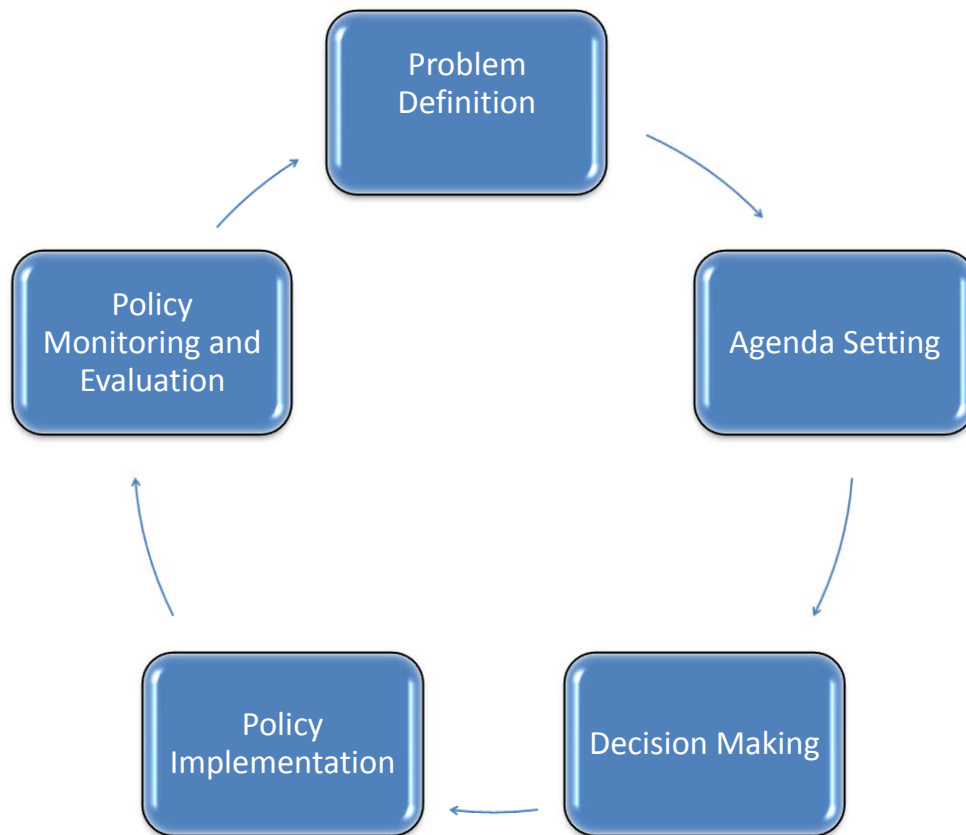 Problem
Definition
Agenda Setting
Decision Making
Policy
Implementation
Policy
Monitoring and
Evaluation